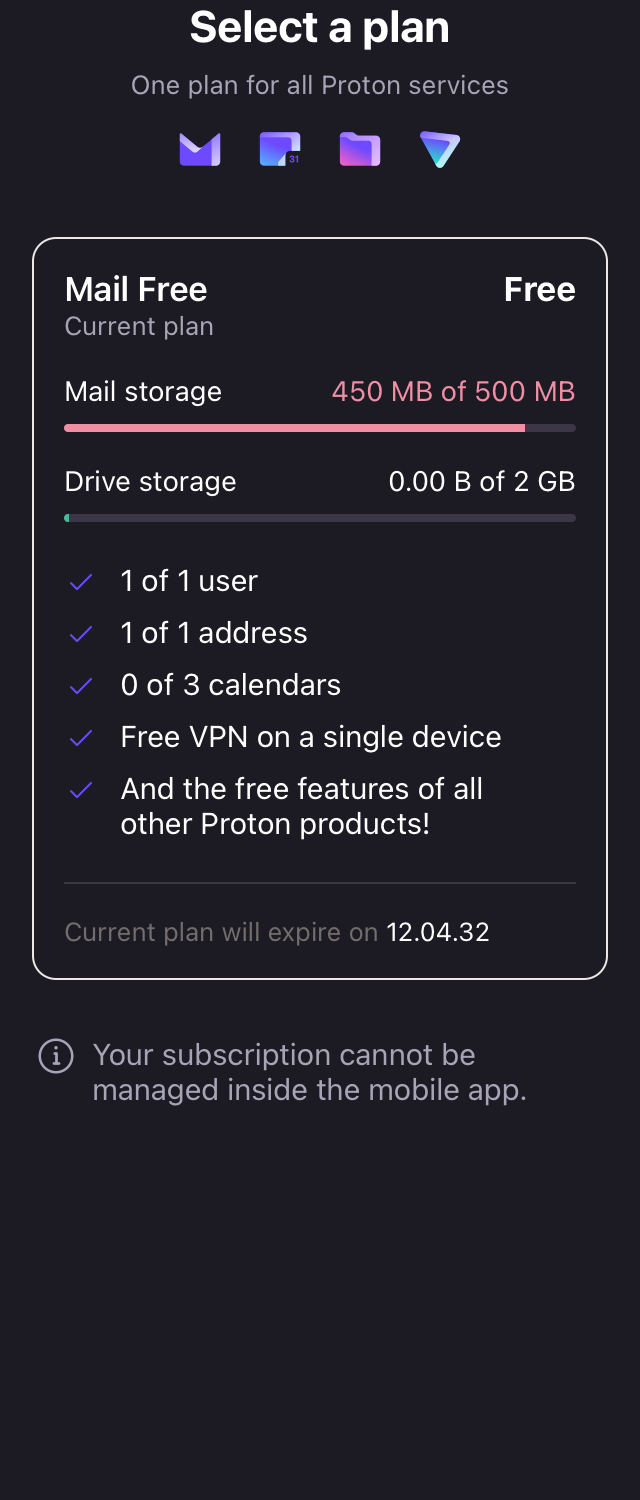 Select a plan
One plan for all Proton services
31
Mail Free
Free
Current plan
Mail storage
450 MB of 500 MB
Drive storage
0.00 B of 2 GB
1 of 1 user
1 of 1 address
0 of 3 calendars
Free VPN on a single device
And the free features of all
other Proton products!
Current plan will expire on 12.04.32
Your subscription cannot be
managed inside the mobile app.